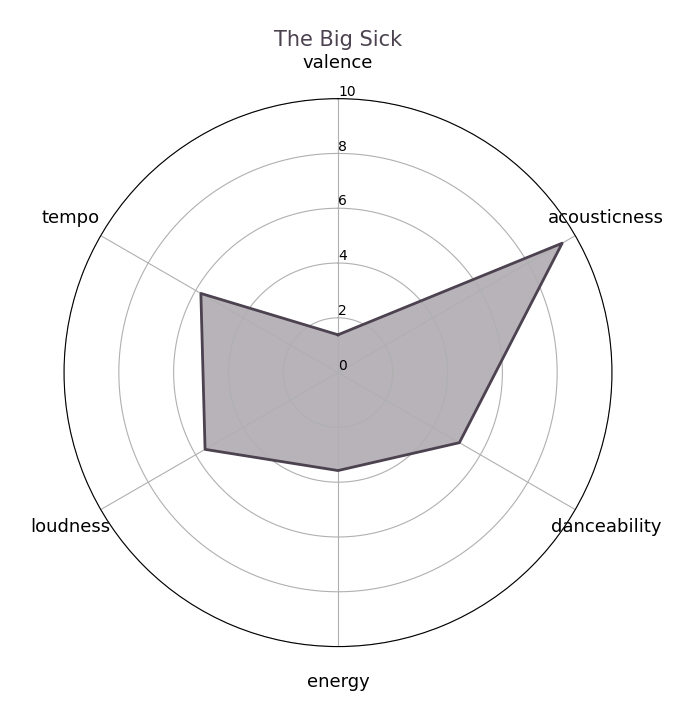 The Big Sick
valence
10
8
6
4
2
0
tempo
acousticness
loudness
danceability
energy